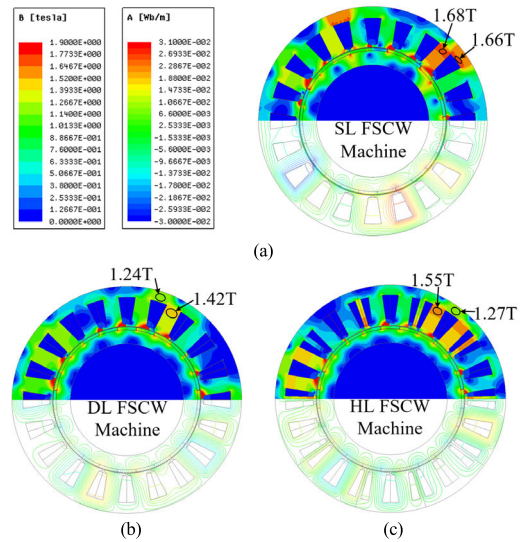 B [tesla]
1.9000E+000
1.7733E+000
1.6467E+000
1.5200E+000
1.3933E+000
1.2667E+000
1.1400E+000
1.0133E+000
8.8667E-001
7.6000E-001
6.3333E-001
5.0667E-001
3.8000E-001
2.5333E-001
1.2667E-001
0.0000E+000
A [Wb/m]
3.1000E-002
2.6933E-002
2.2867E-002
1.8800E-002
1.4733E-002
1.0667E-002
6.6000E-003
2.5333E-003
-1.5333E-003
-5.6000E-003
-9.6667E-003
-1.3733E-002
-1.7800E-002
-2.1867E-002
-2.5933E-002
-3.0000E-002
1.68T
1.66T
SL FSCW
Machine
(a)
1.24T
1.42T
DL FSCW
Machine
(b)
1.55T
1.27T
HL FSCW
Machine
(c)